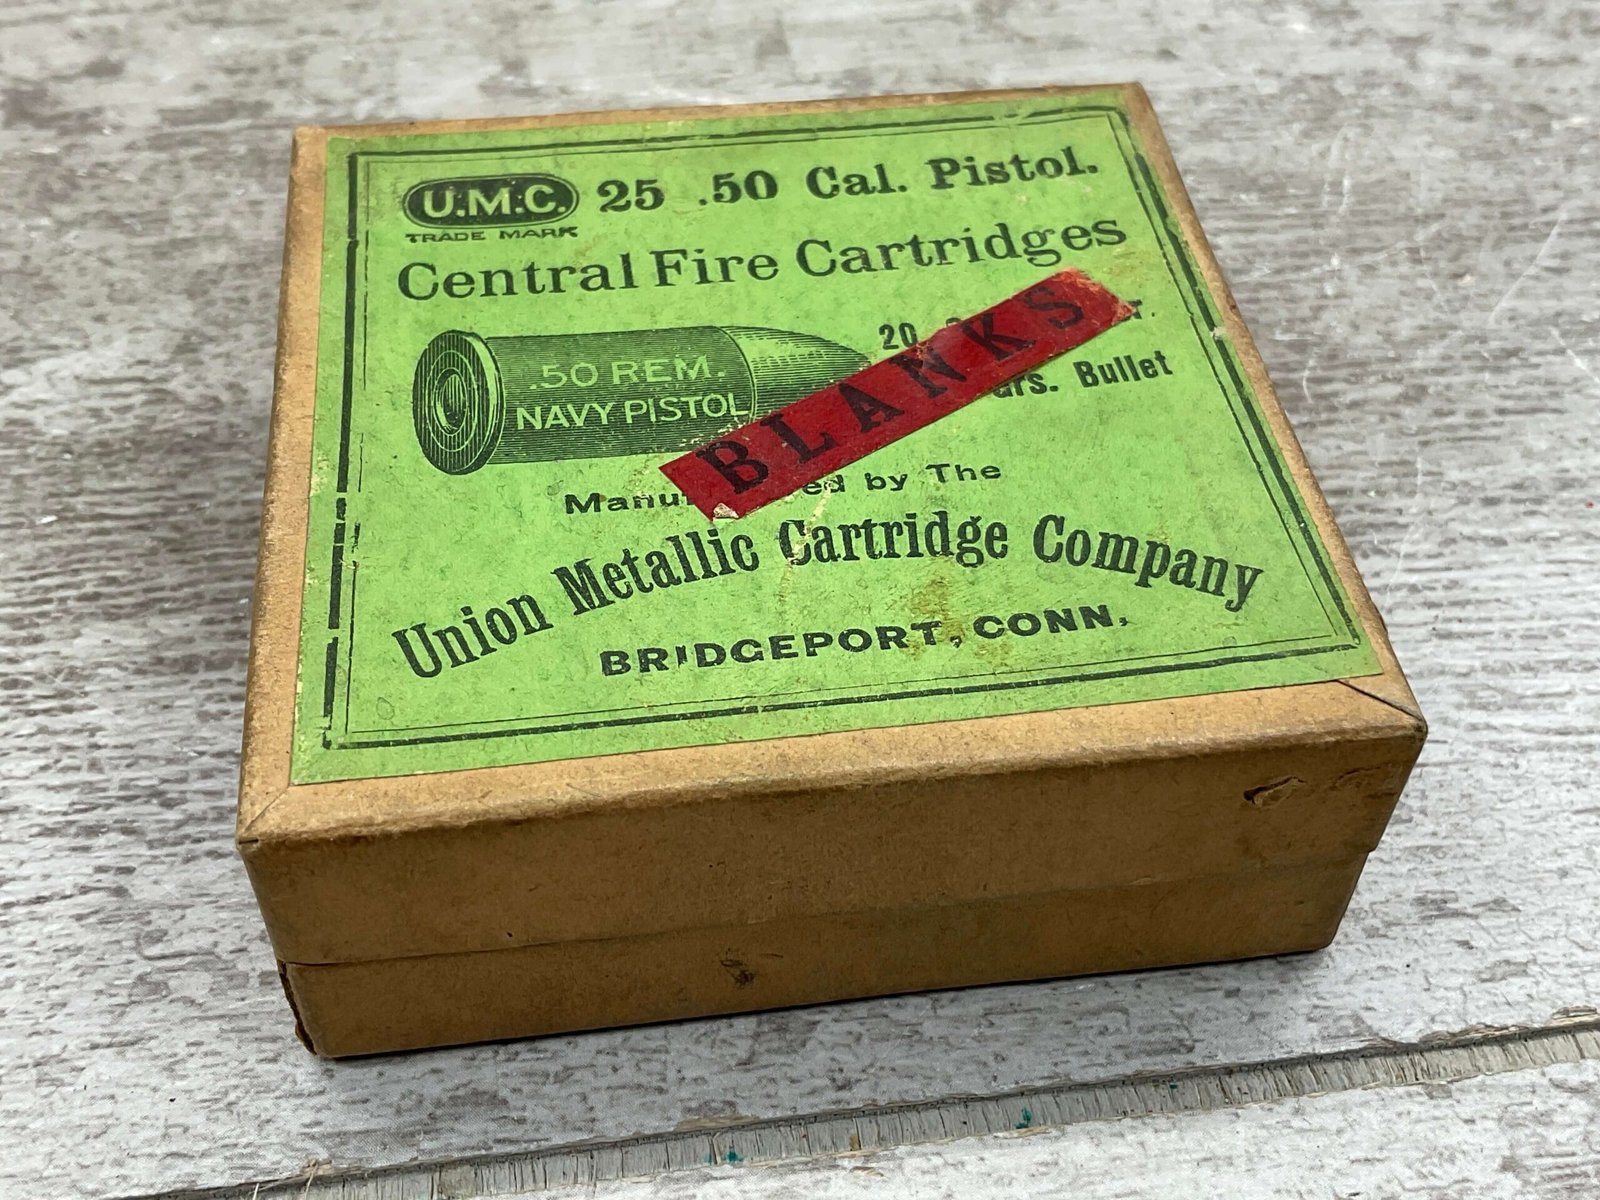 U.M.C. 25 .50 Cal. Pistol.
TRADE MARK
Central Fire Cartridges
.50 REM.
NAVY PISTOL
20
Grs. Bullet
BLANKS
by The
Union Metallic Cartridge Company
BRIDGEPORT, CONN.